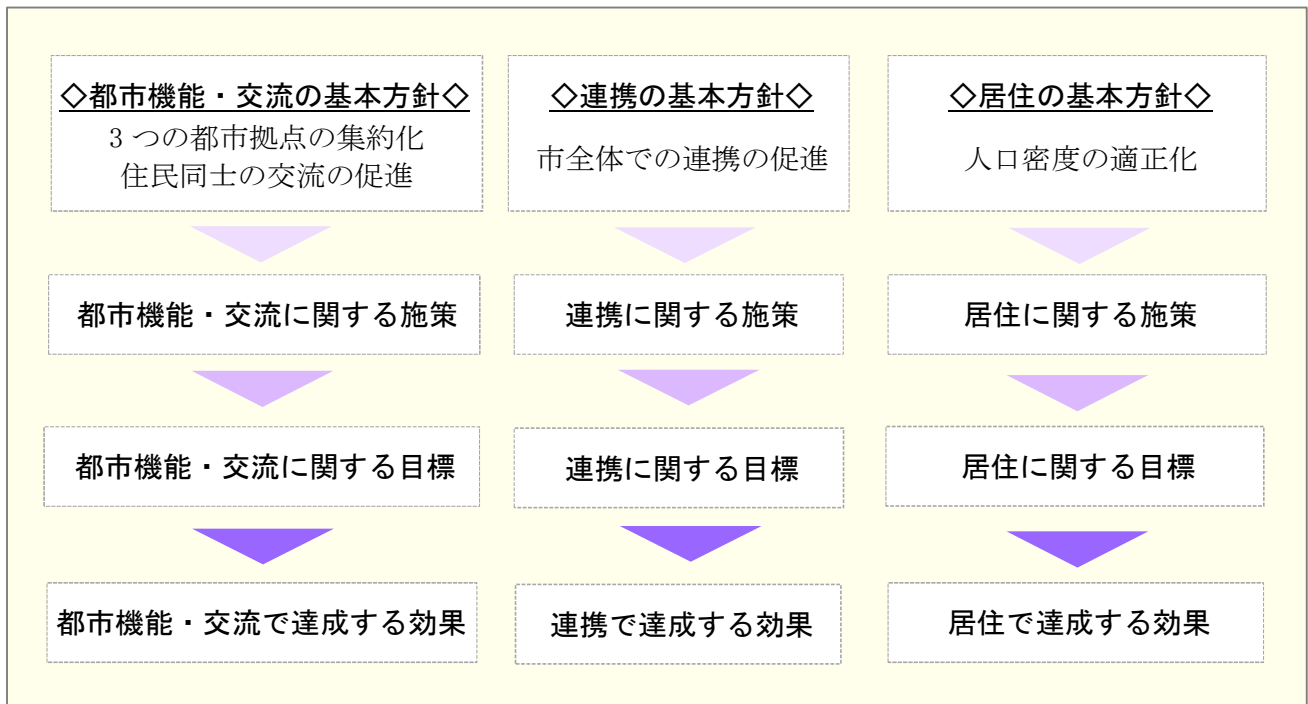 ◇都市機能・交流の基本方針◇
3 つの都市拠点の集約化
住民同士の交流の促進
◇連携の基本方針◇
市全体での連携の促進
◇居住の基本方針◇
人口密度の適正化
都市機能・交流に関する施策
連携に関する施策
居住に関する施策
都市機能・交流に関する目標
連携に関する目標
居住に関する目標
都市機能・交流で達成する効果
連携で達成する効果
居住で達成する効果